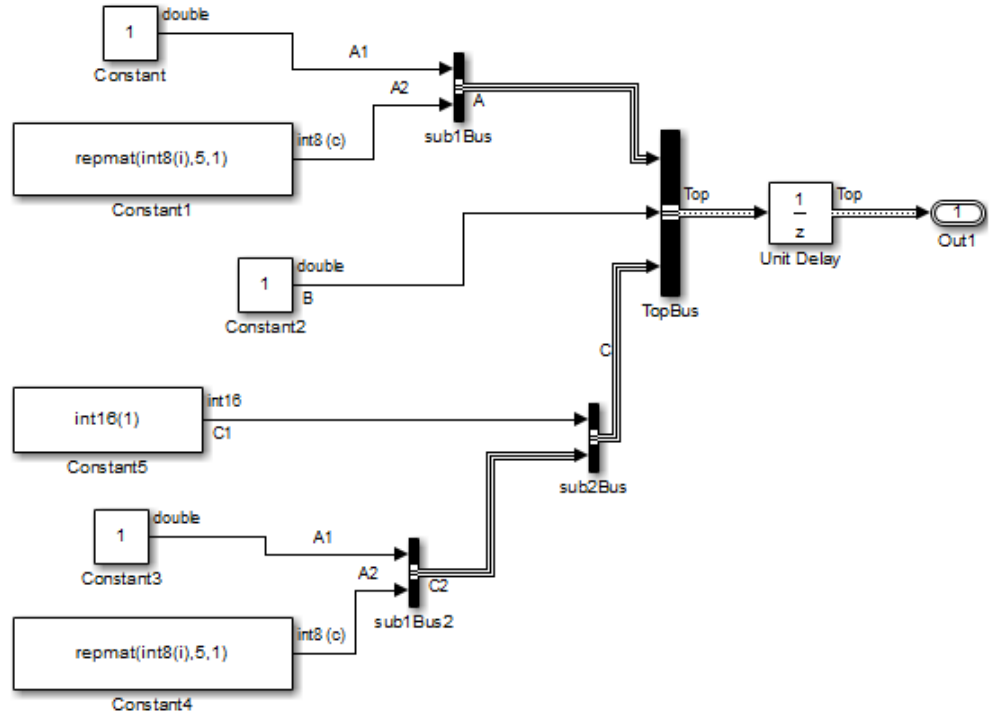 double
1
Constant
A1
A2
A
sub1Bus
repmat(int8(i),5,1)
int8 (c)
Constant1
Top
1
z
Unit Delay
Top
1
Out1
double
1
B
Constant2
TopBus
C
int16(1)
int16
C1
Constant5
sub2Bus
double
1
Constant3
A1
A2
C2
sub1Bus2
repmat(int8(i),5,1)
int8 (c)
Constant4